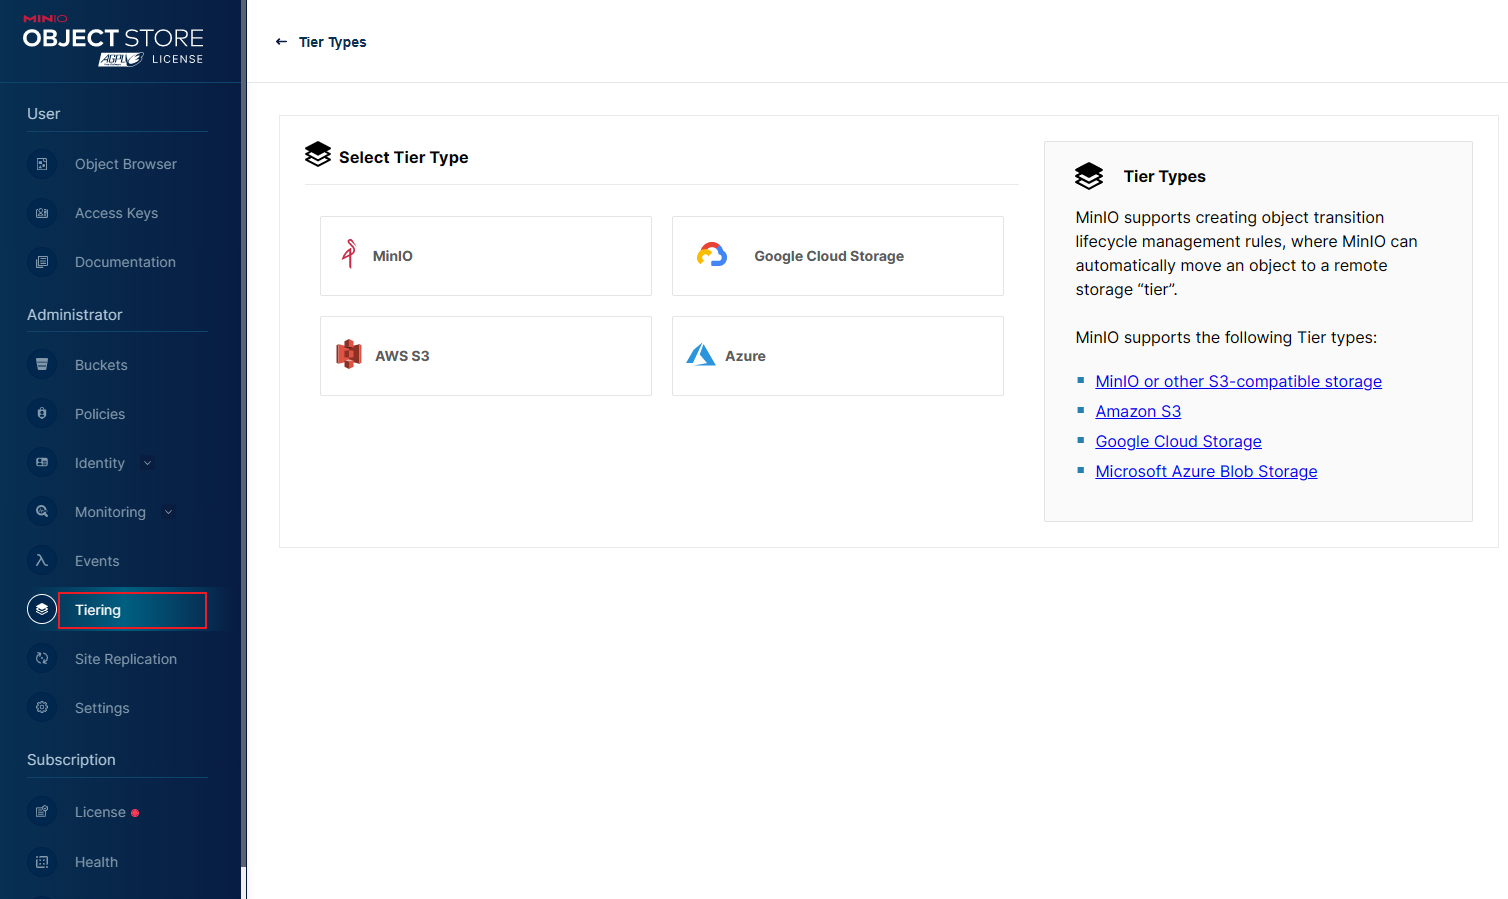 MINIO
OBJECT STORE
AGPLv3 LICENSE
User
Object Browser
Access Keys
Documentation
Administrator
Buckets
Policies
Identity
Monitoring
Events
Tiering
Site Replication
Settings
Subscription
License
Health
← Tier Types
Select Tier Type
MinIO
Google Cloud Storage
AWS S3
Azure
Tier Types
MinIO supports creating object transition
lifecycle management rules, where MinIO can
automatically move an object to a remote
storage “tier”.
MinIO supports the following Tier types:
MinIO or other S3-compatible storage
Amazon S3
Google Cloud Storage
Microsoft Azure Blob Storage